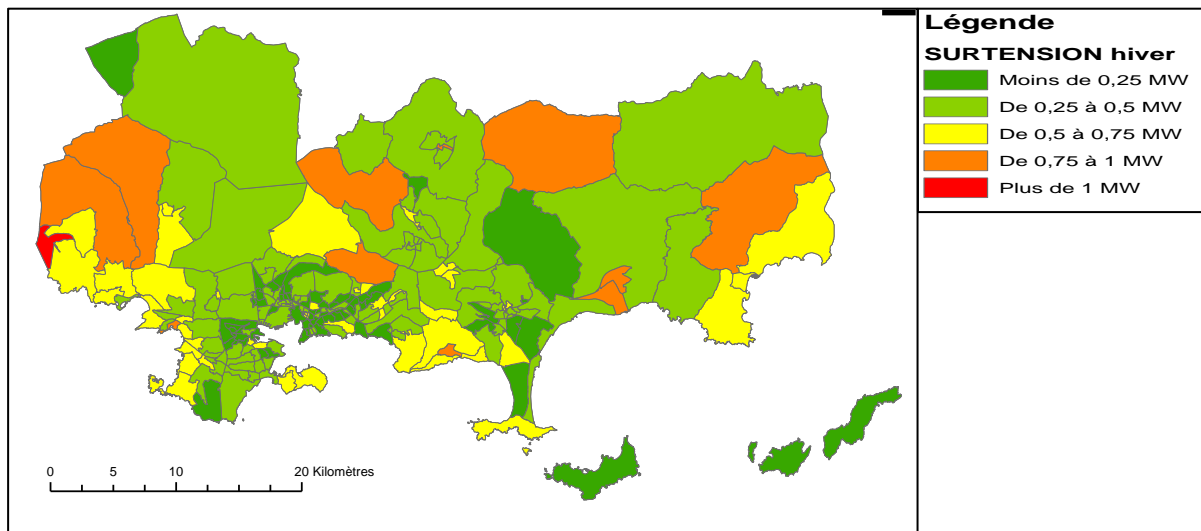 Légende
SURTENSION hiver
Moins de 0,25 MW
De 0,25 à 0,5 MW
De 0,5 à 0,75 MW
De 0,75 à 1 MW
Plus de 1 MW
0 5 10 20 Kilomètres